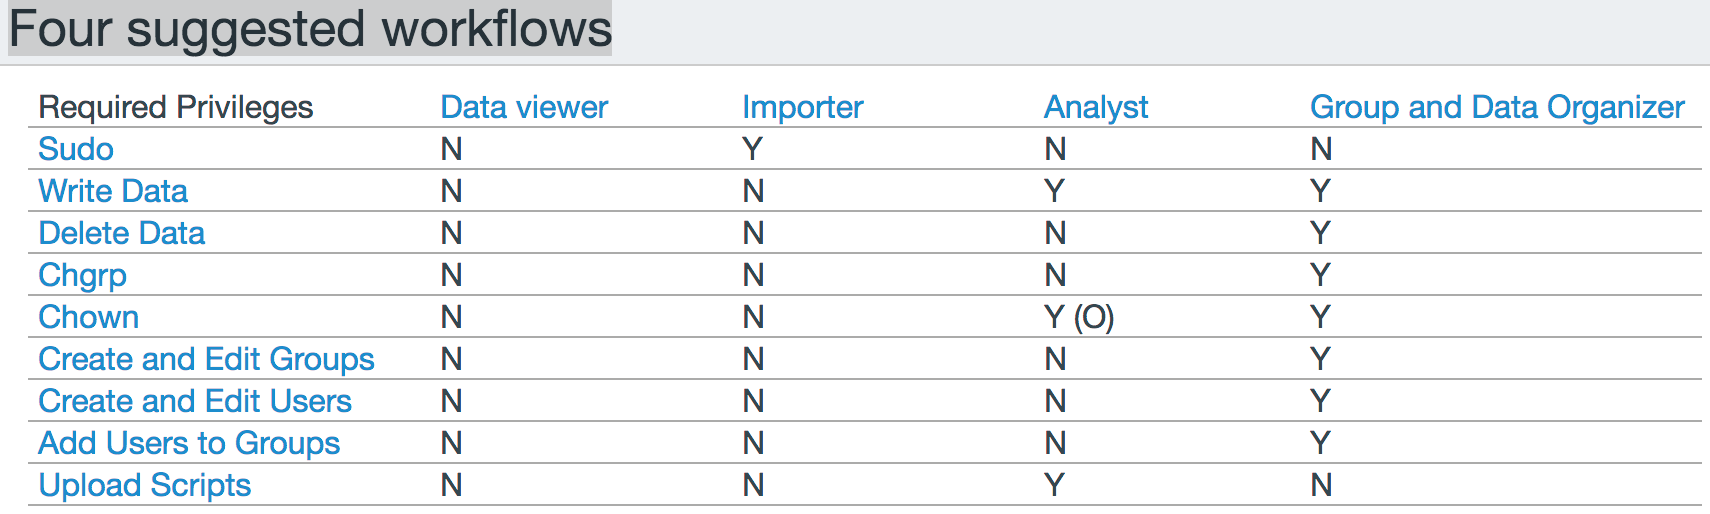 Four suggested workflows
Required Privileges Data viewer Importer Analyst Group and Data Organizer
Sudo N Y N N
Write Data N N Y Y
Delete Data N N N Y
Chgrp N N N Y
Chown N N Y (O) Y
Create and Edit Groups N N N Y
Create and Edit Users N N N Y
Add Users to Groups N N N Y
Upload Scripts N N Y N